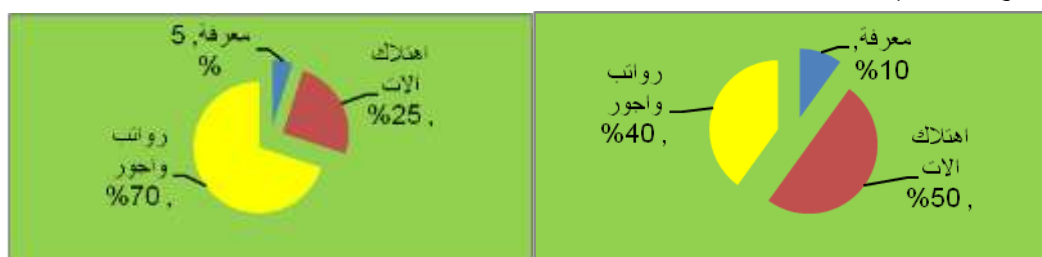 معرفة, 5
%
اهتلاك
الات
, 25%
رواتب
واجور
, 70%
معرفة,
10%
رواتب
واجور
, 40%
اهتلاك
الات
, 50%